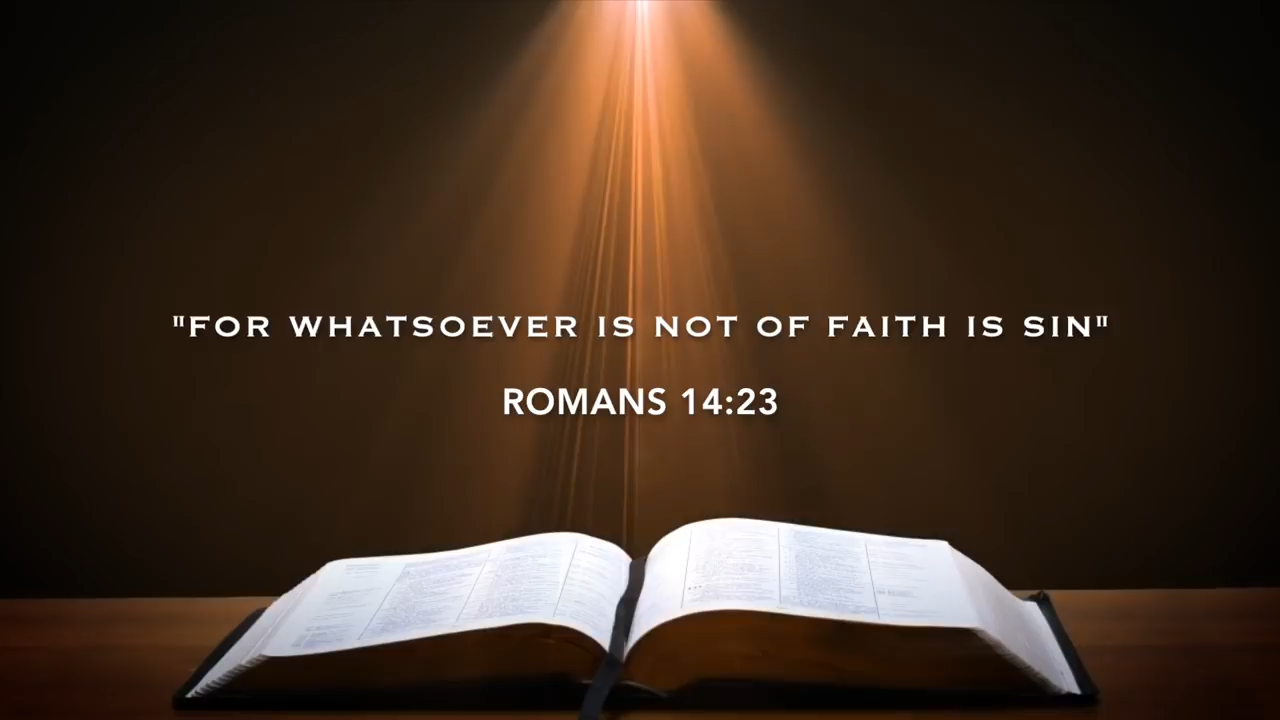 "FOR WHATSOEVER IS NOT OF FAITH IS SIN"
ROMANS 14:23